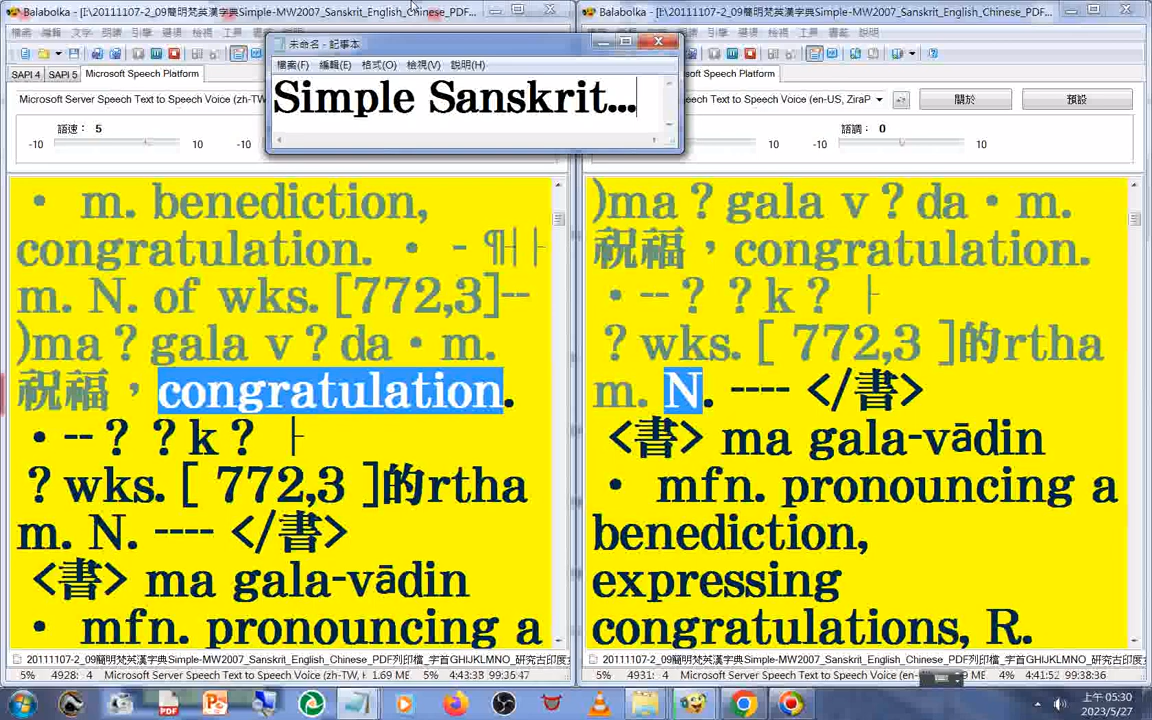 Balabolka - [I:\20111107-2_09簡明梵英漢字典Simple-MW2007_Sanskrit_English_Chinese_PDF...
Balabolka - [I:\20111107-2_09簡明梵英漢字典Simple-MW2007_Sanskrit_English_Chinese_PDF...
未命名 - 記事本
檔案(F) 編輯(E) 格式(O) 檢視(V) 說明(H)
Simple Sanskrit...
SAPI 4 SAPI 5 Microsoft Speech Platform
Speech Platform
Microsoft Server Speech Text to Speech Voice (zh-TW,
eech Text to Speech Voice (en-US, ZiraP
關於 預設
語速： 5
-10 10 -10
語調： 0
10 -10 10
• m. benediction,
congratulation. • - ¶
m. N. of wks. [772,3]--
)ma ? gala v ? da • m.
祝福，congratulation.
• -- ? ? k ? ├
? wks. [ 772,3 ]的rtha
m. N. ---- </書>
<書> ma gala-vādin
• mfn. pronouncing a
)ma ? gala v ? da • m.
祝福，congratulation.
• -- ? ? k ? ├
? wks. [ 772,3 ]的rtha
m. N. ---- </書>
<書> ma gala-vādin
• mfn. pronouncing a
benediction,
expressing
congratulations, R.
20111107-2_09簡明梵英漢字典Simple-MW2007_Sanskrit_English_Chinese_PDF列印檔_字首GHIJKLMNO_研究古印度
20111107-2_09簡明梵英漢字典Simple-MW2007_Sanskrit_English_Chinese_PDF列印檔_字首GHIJKLMNO_研究古印度
5% 4928: 4 Microsoft Server Speech Text to Speech Voice (zh-TW, 1.69 MB 5% 4:43:33 99:35:47
5% 4931: 4 Microsoft Server Speech Text to Speech Voice (en-US, 4% 4:41:52 99:38:36
上午 05:30
2023/5/27